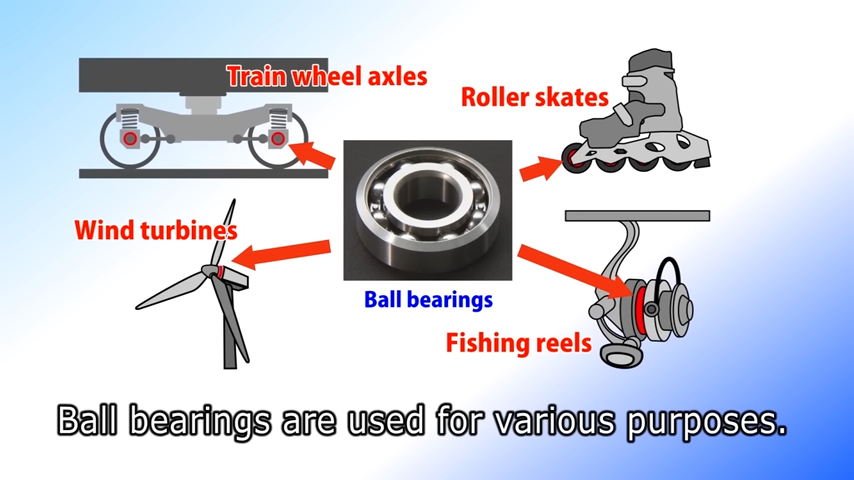 Train wheel axles
Roller skates
Wind turbines
Ball bearings
Fishing reels
Ball bearings are used for various purposes.